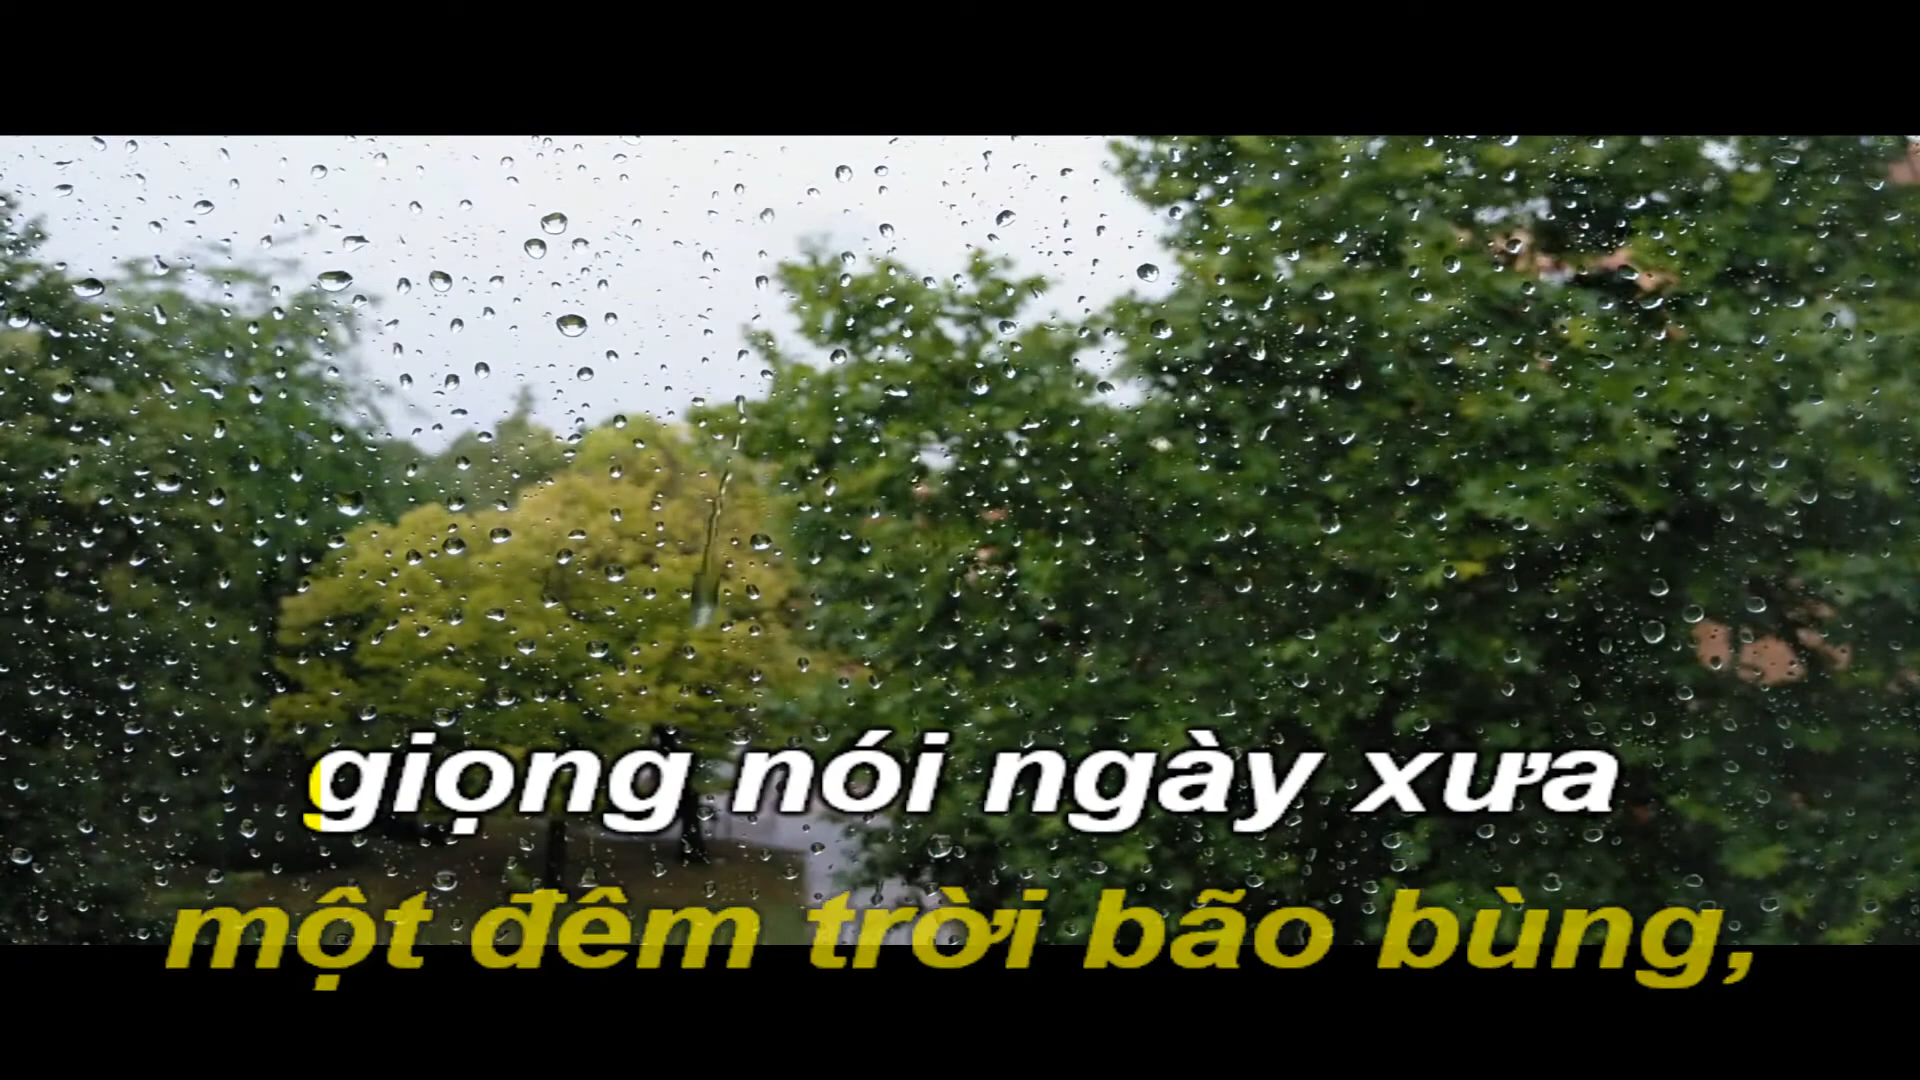 giọng nói ngày xưa
một đêm trời bão bùng,